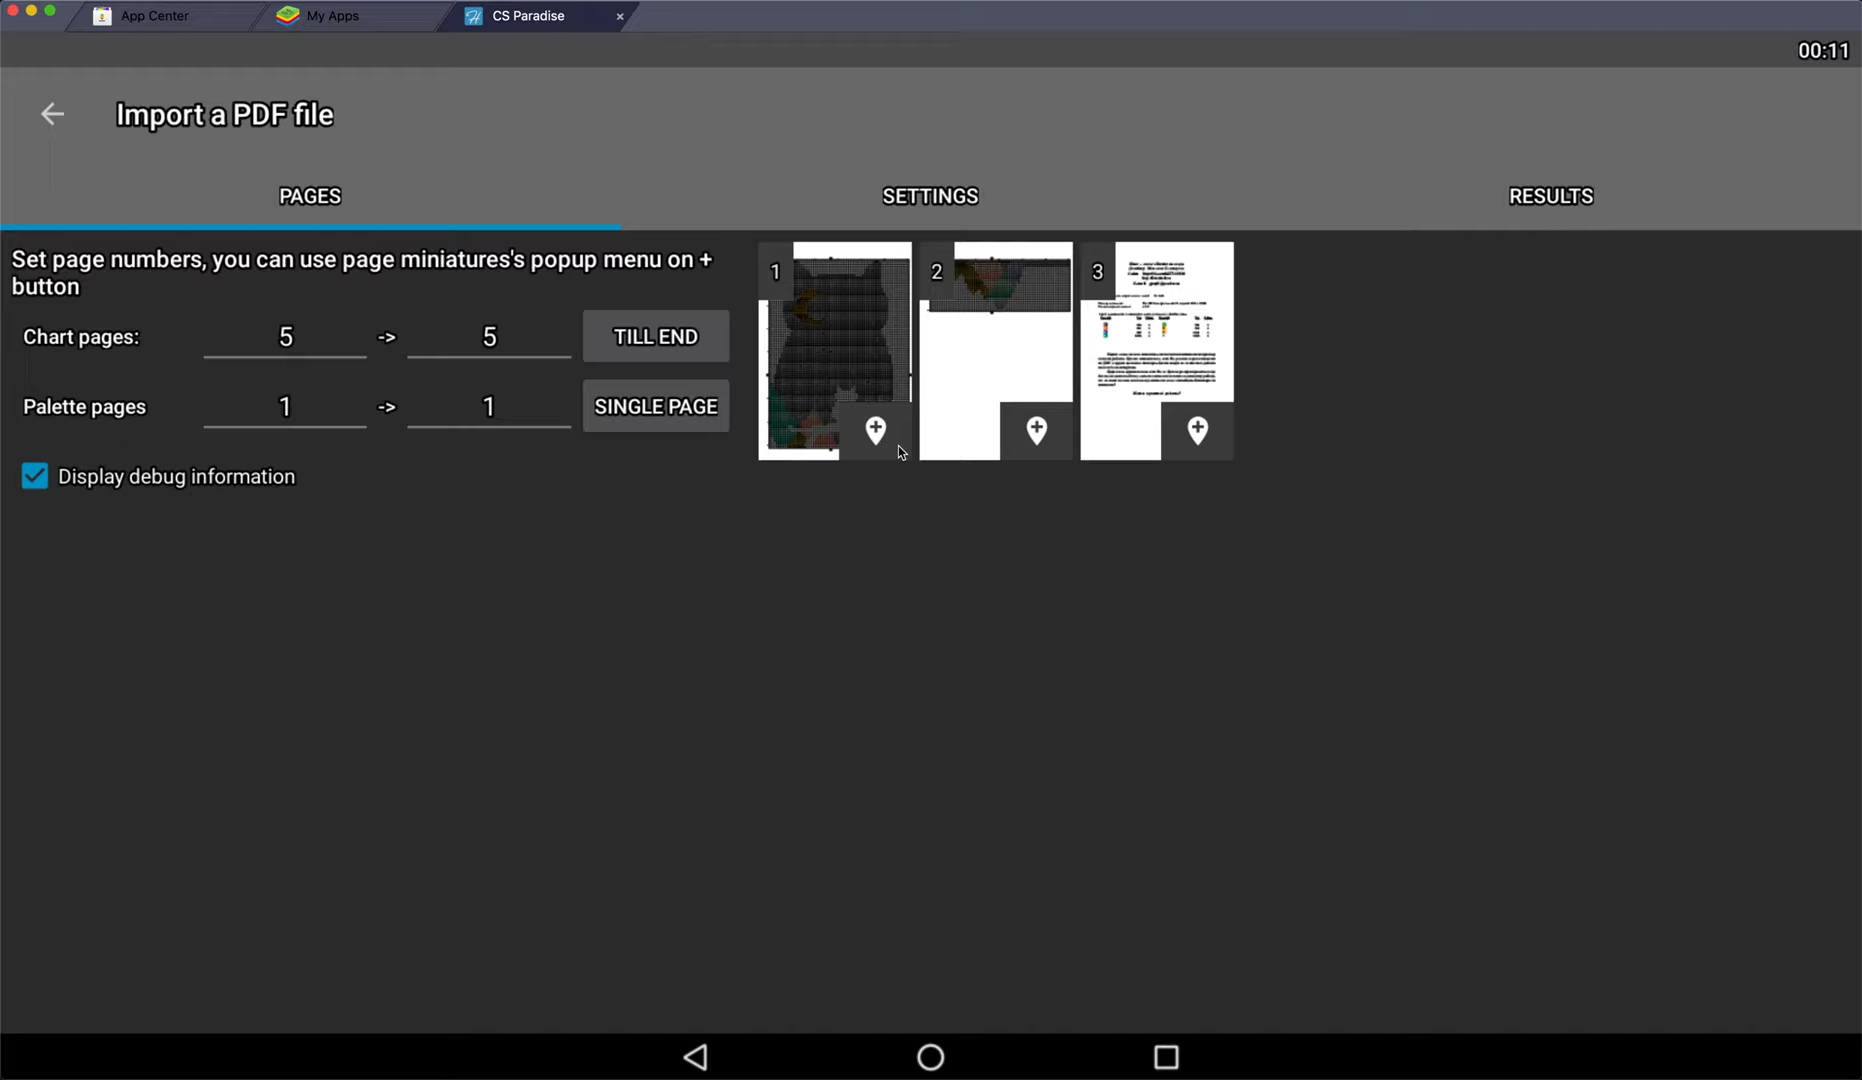 App Center
My Apps
CS Paradise
00:11
Import a PDF file
PAGES
SETTINGS
RESULTS
Set page numbers, you can use page miniatures's popup menu on +
button
Chart pages:
5
->
5
TILL END
Palette pages
1
->
1
SINGLE PAGE
Display debug information
1
2
3